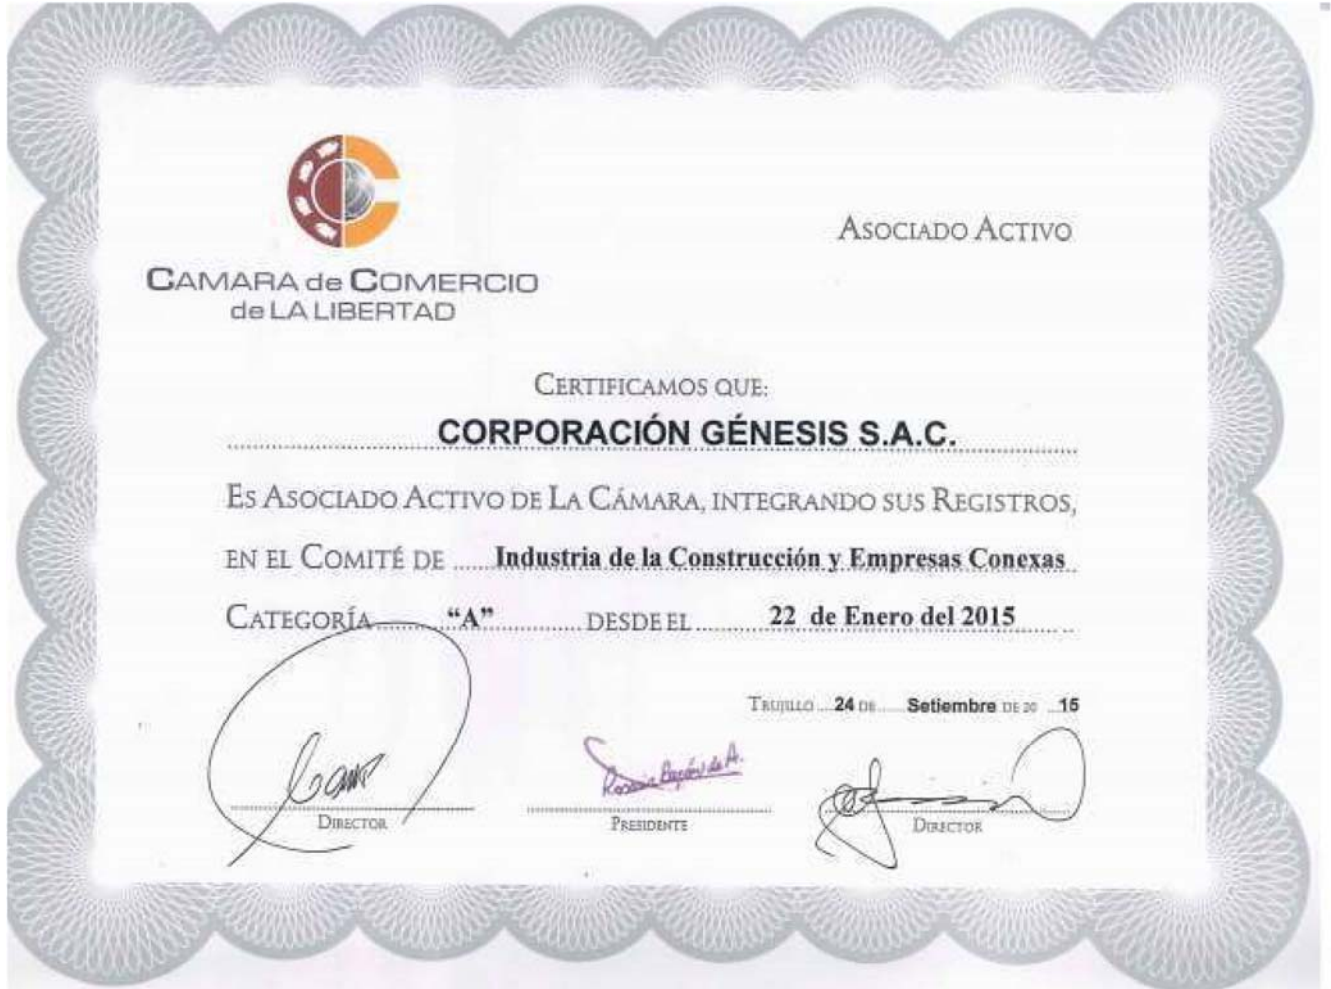 CAMARA de COMERCIO
de LA LIBERTAD
ASOCIADO ACTIVO
CERTIFICAMOS QUE:
CORPORACIÓN GÉNESIS S.A.C.
ES ASOCIADO ACTIVO DE LA CÁMARA, INTEGRANDO SUS REGISTROS,
EN EL COMITÉ DE Industria de la Construcción y Empresas Conexas
CATEGORÍA "A" DESDE EL 22 de Enero del 2015
TRUJILLO 24 DE Setiembre DE 20 15
DIRECTOR
PRESIDENTE
DIRECTOR